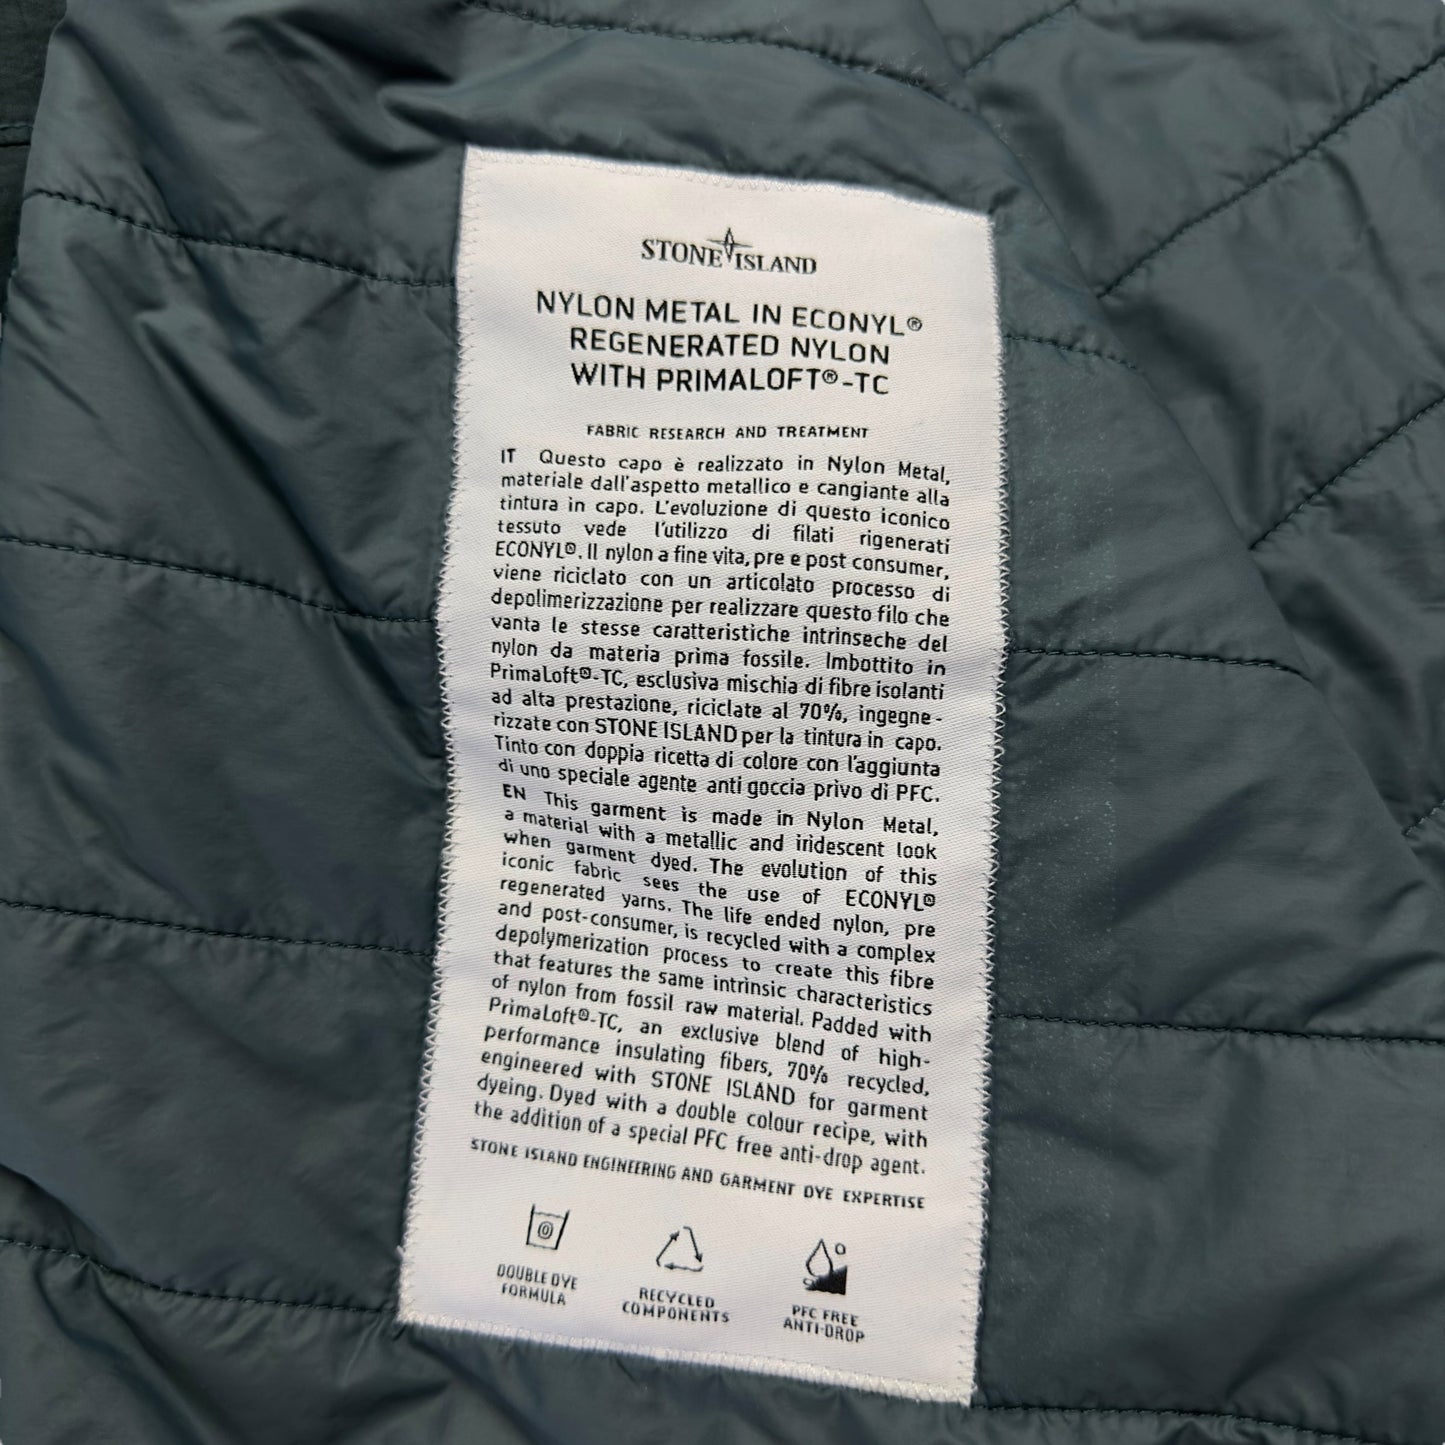 STONE ISLAND
NYLON METAL IN ECONYL®
REGENERATED NYLON
WITH PRIMALOFT®-TC
FABRIC RESEARCH AND TREATMENT
IT Questo capo è realizzato in Nylon Metal,
materiale dall'aspetto metallico e cangiante alla
tintura in capo. L'evoluzione di questo iconico
tessuto vede l'utilizzo di filati rigenerati
ECONYL®. Il nylon a fine vita, pre e post consumer,
viene riciclato con un articolato processo di
depolimerizzazione per realizzare questo filo che
vanta le stesse caratteristiche intrinseche del
nylon da materia prima fossile. Imbottito in
PrimaLoft®-TC, esclusiva mischia di fibre isolanti
ad alta prestazione, riciclate al 70%, ingegne-
rizzate con STONE ISLAND per la tintura in capo.
Tinto con doppia ricetta di colore con l'aggiunta
di uno speciale agente anti goccia privo di PFC.
EN This garment is made in Nylon Metal,
a material with a metallic and iridescent look
when garment dyed. The evolution of this
iconic fabric sees the use of ECONYL®
regenerated yarns. The life ended nylon, pre
and post-consumer, is recycled with a complex
depolymerization process to create this fibre
that features the same intrinsic characteristics
of nylon from fossil raw material. Padded with
PrimaLoft®-TC, an exclusive blend of high-
performance insulating fibers, 70% recycled,
engineered with STONE ISLAND for garment
dyeing. Dyed with a double colour recipe, with
the addition of a special PFC free anti-drop agent.
STONE ISLAND ENGINEERING AND GARMENT DYE EXPERTISE
DOUBLE DYE
FORMULA
RECYCLED
COMPONENTS
PFC FREE
ANTI-DROP